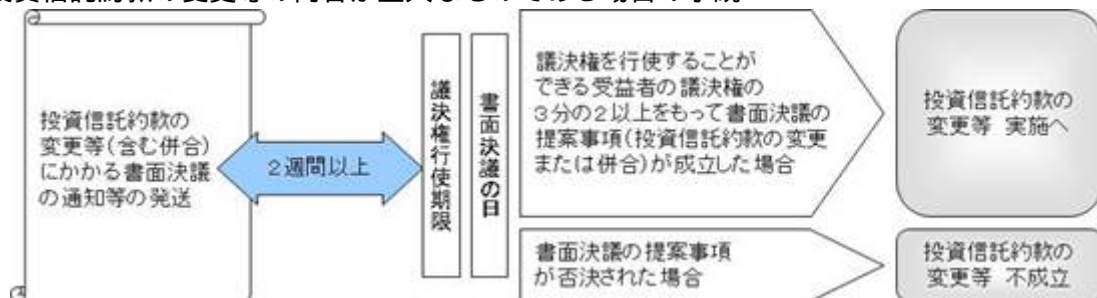 投資信託約款の
変更等(含む併合)
にかかる書面決議
の通知等の発送
2週間以上
議決権行使期限
書面決議の日
議決権を行使することが
できる受益者の議決権の
3分の2以上をもって書面決議の
提案事項(投資信託約款の変更
または併合)が成立した場合
投資信託約款の
変更等 実施へ
書面決議の提案事項
が否決された場合
投資信託約款の
変更等 不成立